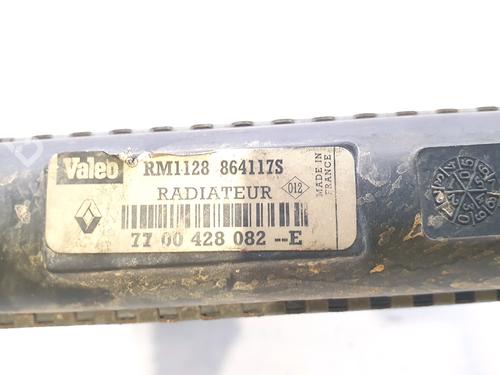 Valeo RM1128 864117S
RADIATEUR
012
MADE IN
FRANCE
77 00 428 082 --E